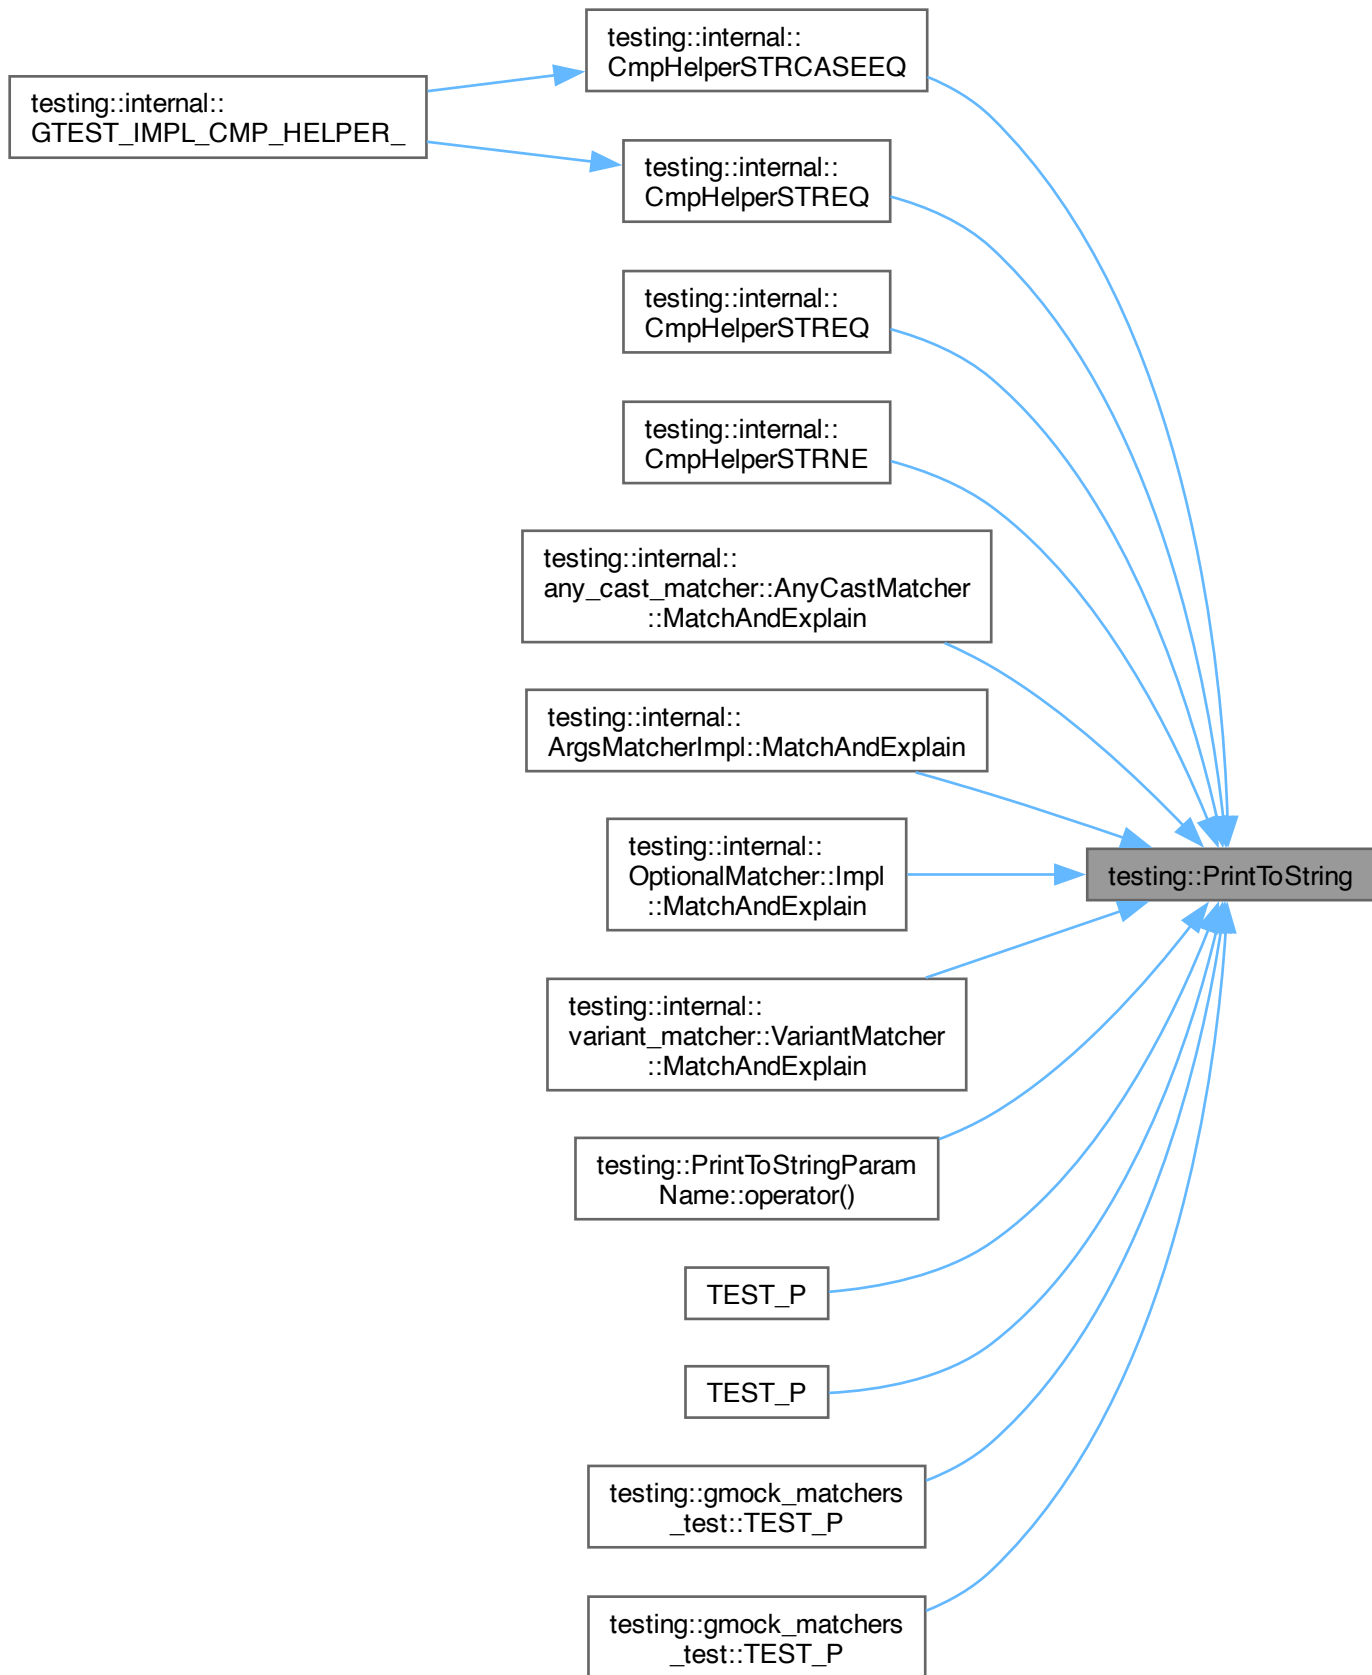 testing::internal::
CmpHelperSTRCASEEQ
testing::internal::
GTEST_IMPL_CMP_HELPER_
testing::internal::
CmpHelperSTREQ
testing::internal::
CmpHelperSTREQ
testing::internal::
CmpHelperSTRNE
testing::internal::
any_cast_matcher::AnyCastMatcher
::MatchAndExplain
testing::internal::
ArgsMatcherImpl::MatchAndExplain
testing::internal::
OptionalMatcher::Impl
::MatchAndExplain
testing::PrintToString
testing::internal::
variant_matcher::VariantMatcher
::MatchAndExplain
testing::PrintToStringParam
Name::operator()
TEST_P
TEST_P
testing::gmock_matchers
_test::TEST_P
testing::gmock_matchers
_test::TEST_P